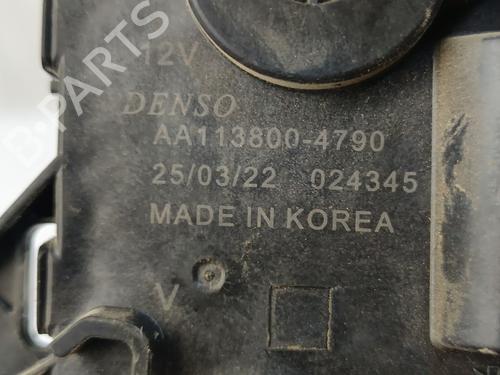 B-PARTS
12V
DENSO
AA113800-4790
25/03/22 024345
MADE IN KOREA
V